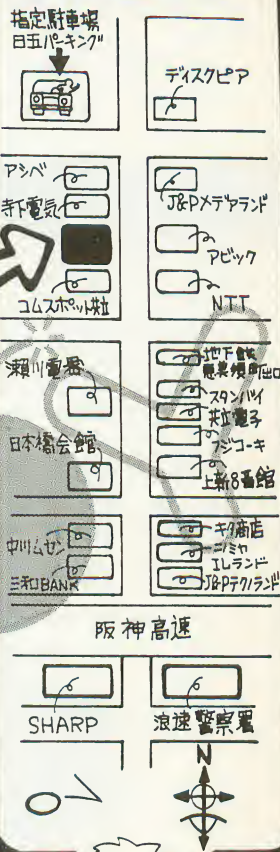 指定駐車場
日五パーキング
ディスクピア
アシベ
寺下電気
J&Pメデアランド
アビック
コムスポット共立
NTT
瀬川電器
地下鉄
恵美須町出口
スタンバイ
共立電子
フジコーキ
日本橋会館
上新8番館
中川ムセン
三和BANK
キタ商店
ニノミヤ
エレランド
J&Pテクノランド
阪神高速
SHARP
浪速警察署
N